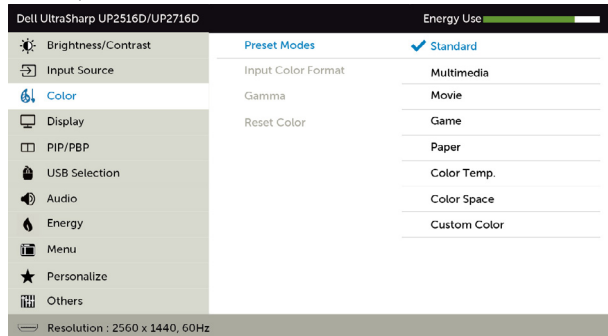 Dell UltraSharp UP2516D/UP2716D Energy Use
Brightness/Contrast Preset Modes Standard
Input Source Input Color Format Multimedia
Color Gamma Movie
Display Reset Color Game
PIP/PBP Paper
USB Selection Color Temp.
Audio Color Space
Energy Custom Color
Menu
Personalize
Others
Resolution : 2560 x 1440, 60Hz